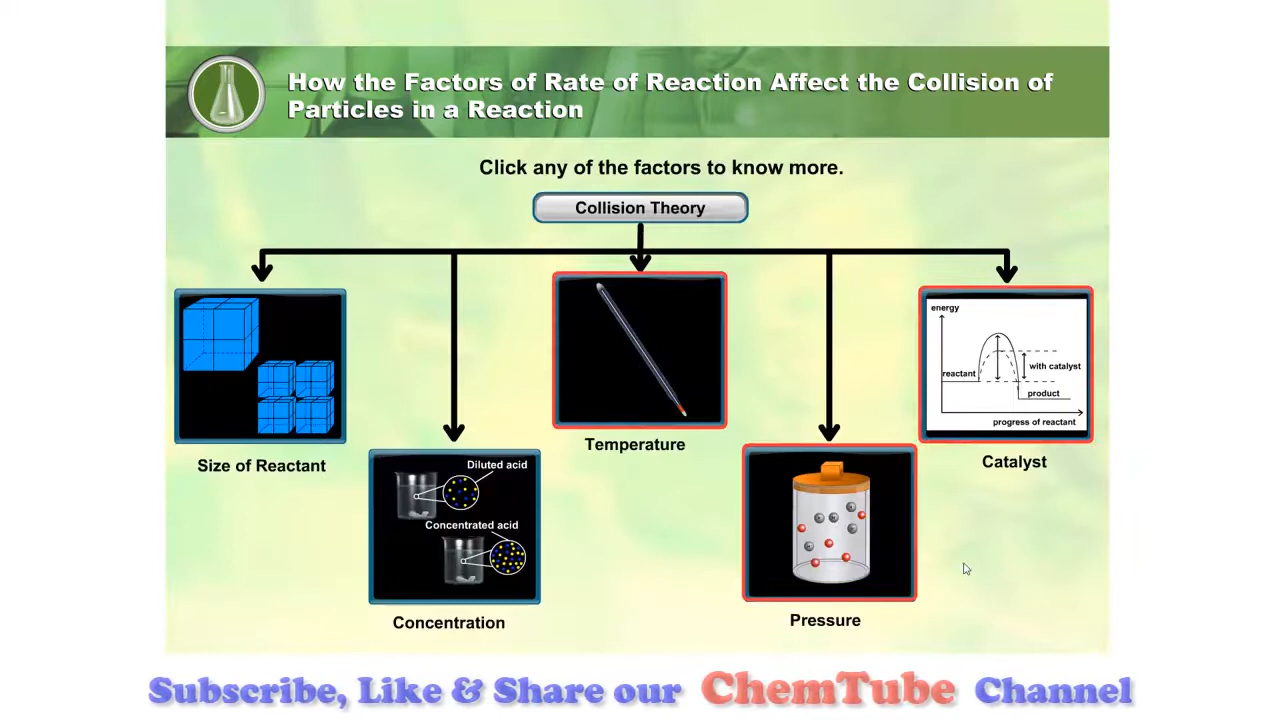 How the Factors of Rate of Reaction Affect the Collision of
Particles in a Reaction
Click any of the factors to know more.
Collision Theory
Size of Reactant
Diluted acid
Concentrated acid
Concentration
Temperature
Pressure
energy
reactant
with catalyst
product
progress of reactant
Catalyst
Subscribe, Like & Share our ChemTube Channel